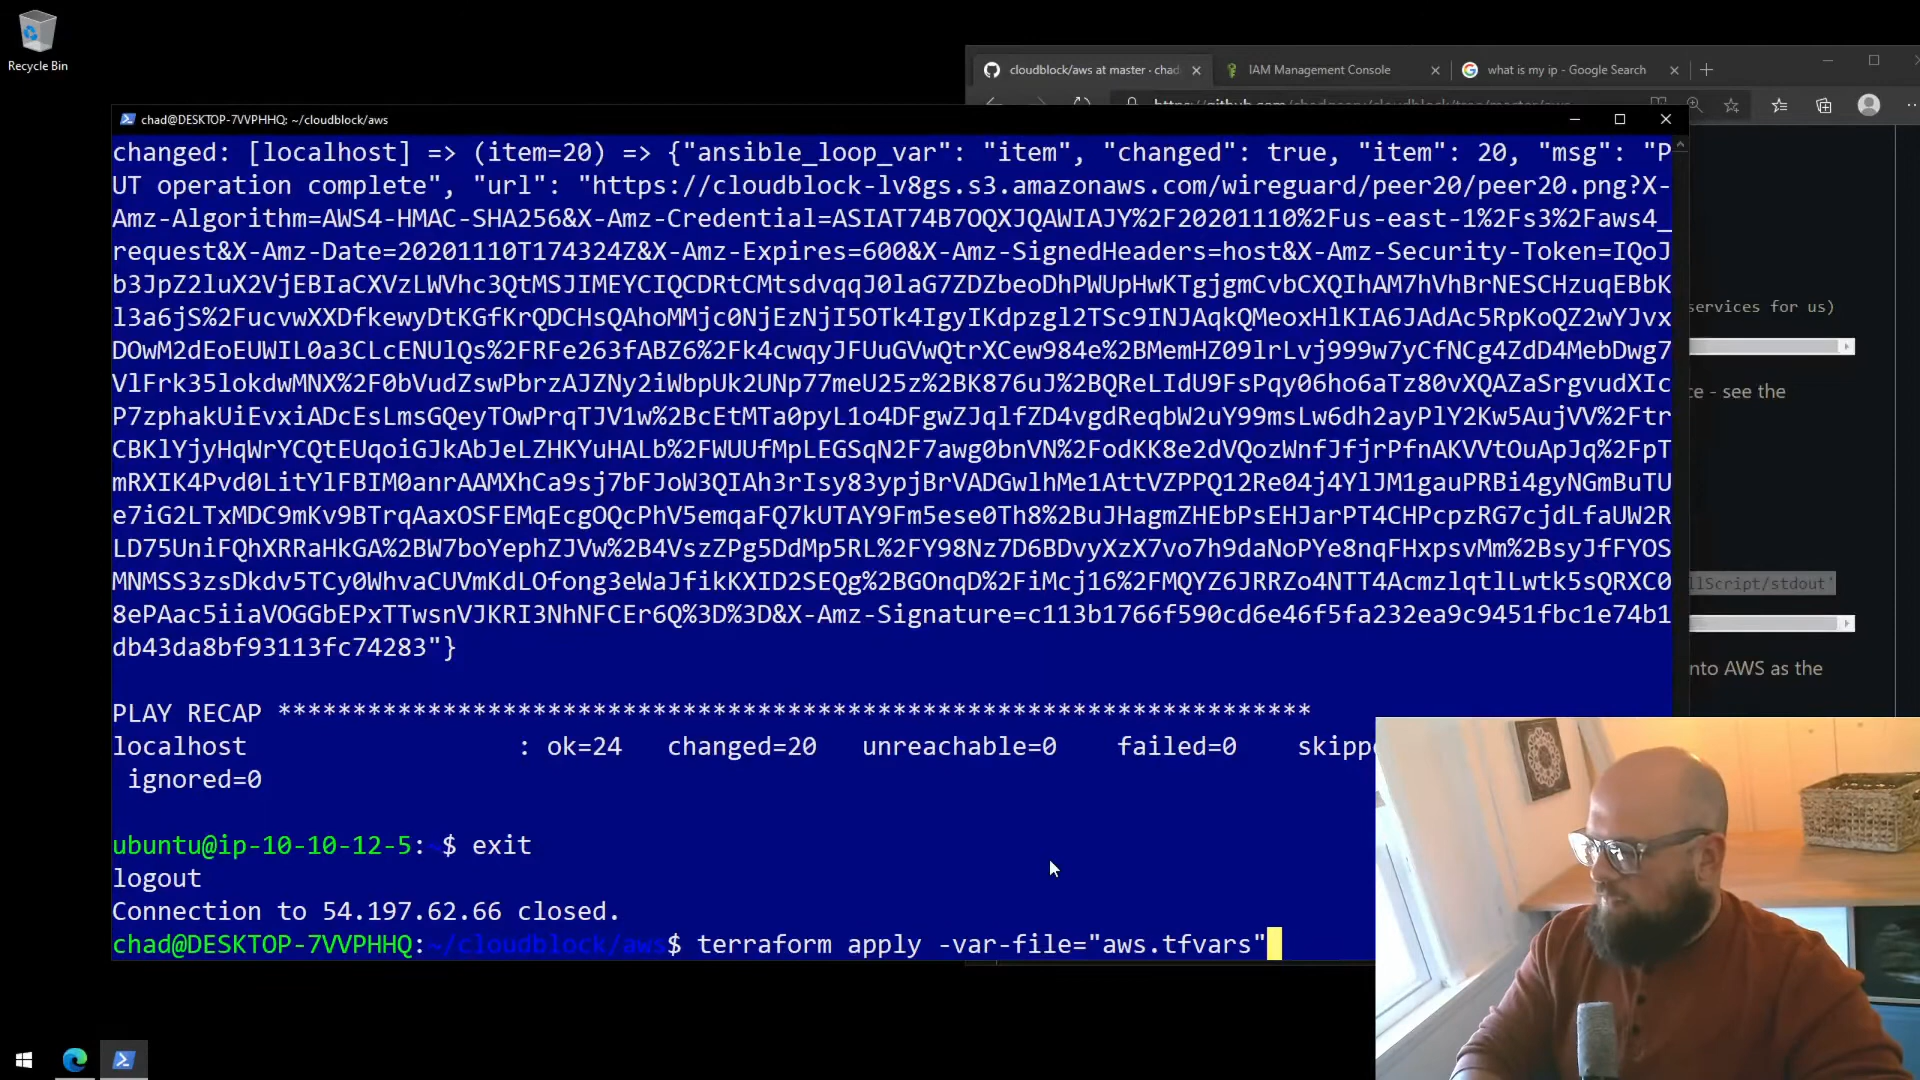 Recycle Bin
cloudblock/aws at master · chad
IAM Management Console
what is my ip - Google Search
chad@DESKTOP-7VVPHHQ: ~/cloudblock/aws
changed: [localhost] => (item=20) => {"ansible_loop_var": "item", "changed": true, "item": 20, "msg": "P
UT operation complete", "url": "https://cloudblock-lv8gs.s3.amazonaws.com/wireguard/peer20/peer20.png?X-
Amz-Algorithm=AWS4-HMAC-SHA256&X-Amz-Credential=ASIAT74B7OQXJQAWIAJY%2F20201110%2Fus-east-1%2Fs3%2Faws4_
request&X-Amz-Date=20201110T174324Z&X-Amz-Expires=600&X-Amz-SignedHeaders=host&X-Amz-Security-Token=IQoJ
b3JpZ2luX2VjEBIaCXVzLWVhc3QtMSJIMEYCIQCDRtCMtsdvqqJ0laG7ZDZbeoDhPWUpHwKTgjgmCvbCXQIhAM7hVhBrNESCHzuqEBbK
l3a6jS%2FucvwXXDfkewyDtKGfKrQDCHsQAhoMMjc0NjEzNjI5OTk4IgyIKdpzgl2TSc9INJAqkQMeoxHlKIA6JAdAc5RpKoQZ2wYJvx
DOwM2dEoEUWIL0a3CLcENUlQs%2FRFe263fABZ6%2Fk4cwqyJFUuGVwQtrXCew984e%2BMemHZ09lrLvj999w7yCfNCg4ZdD4MebDwg7
VlFrk35lokdwMNX%2F0bVudZswPbrzAJZNy2iWbpUk2UNp77meU25z%2BK876uJ%2BQReLIdU9FsPqy06ho6aTz80vXQAZaSrgvudXIc
P7zphakUiEvxiADcEsLmsGQeyTOwPrqTJV1w%2BcEtMTa0pyL1o4DFgwZJqlfZD4vgdReqbW2uY99msLw6dh2ayPlY2Kw5AujVV%2Ftr
CBKlYjyHqWrYCQtEUqoiGJkAbJeLZHKYuHALb%2FWUUfMpLEGSqN2F7awg0bnVN%2FodKK8e2dVQozWnfJfjrPfnAKVVtOuApJq%2FpT
mRXIK4Pvd0LitYlFBIM0anrAAMXhCa9sj7bFJoW3QIAh3rIsy83ypjBrVADGwlhMe1AttVZPPQ12Re04j4YlJM1gauPRBi4gyNGmBuTU
e7iG2LTxMDC9mKv9BTrqAaxOSFEMqEcgOQcPhV5emqaFQ7kUTAY9Fm5ese0Th8%2BuJHagmZHEbPsEHJarPT4CHPcpzRG7cjdLfaUW2R
LD75UniFQhXRRaHkGA%2BW7boYephZJVw%2B4VszZPg5DdMp5RL%2FY98Nz7D6BDvyXzX7vo7h9daNoPYe8nqFHxpsvMm%2BsyJfFYOS
MNMSS3zsDkdv5TCy0WhvaCUVmKdLOfong3eWaJfikKXID2SEQg%2BGOnqD%2FiMcj16%2FMQYZ6JRRZo4NTT4AcmzlqtlLwtk5sQRXC0
8ePAac5iiaVOGGbEPxTTwsnVJKRI3NhNFCEr6Q%3D%3D&X-Amz-Signature=c113b1766f590cd6e46f5fa232ea9c9451fbc1e74b1
db43da8bf93113fc74283"}
PLAY RECAP *********************************************************************
localhost : ok=24 changed=20 unreachable=0 failed=0 skipp
ignored=0
ubuntu@ip-10-10-12-5:~$ exit
logout
Connection to 54.197.62.66 closed.
chad@DESKTOP-7VVPHHQ:~/cloudblock/aws$ terraform apply -var-file="aws.tfvars"
services for us)
ce - see the
llScript/stdout'
nto AWS as the